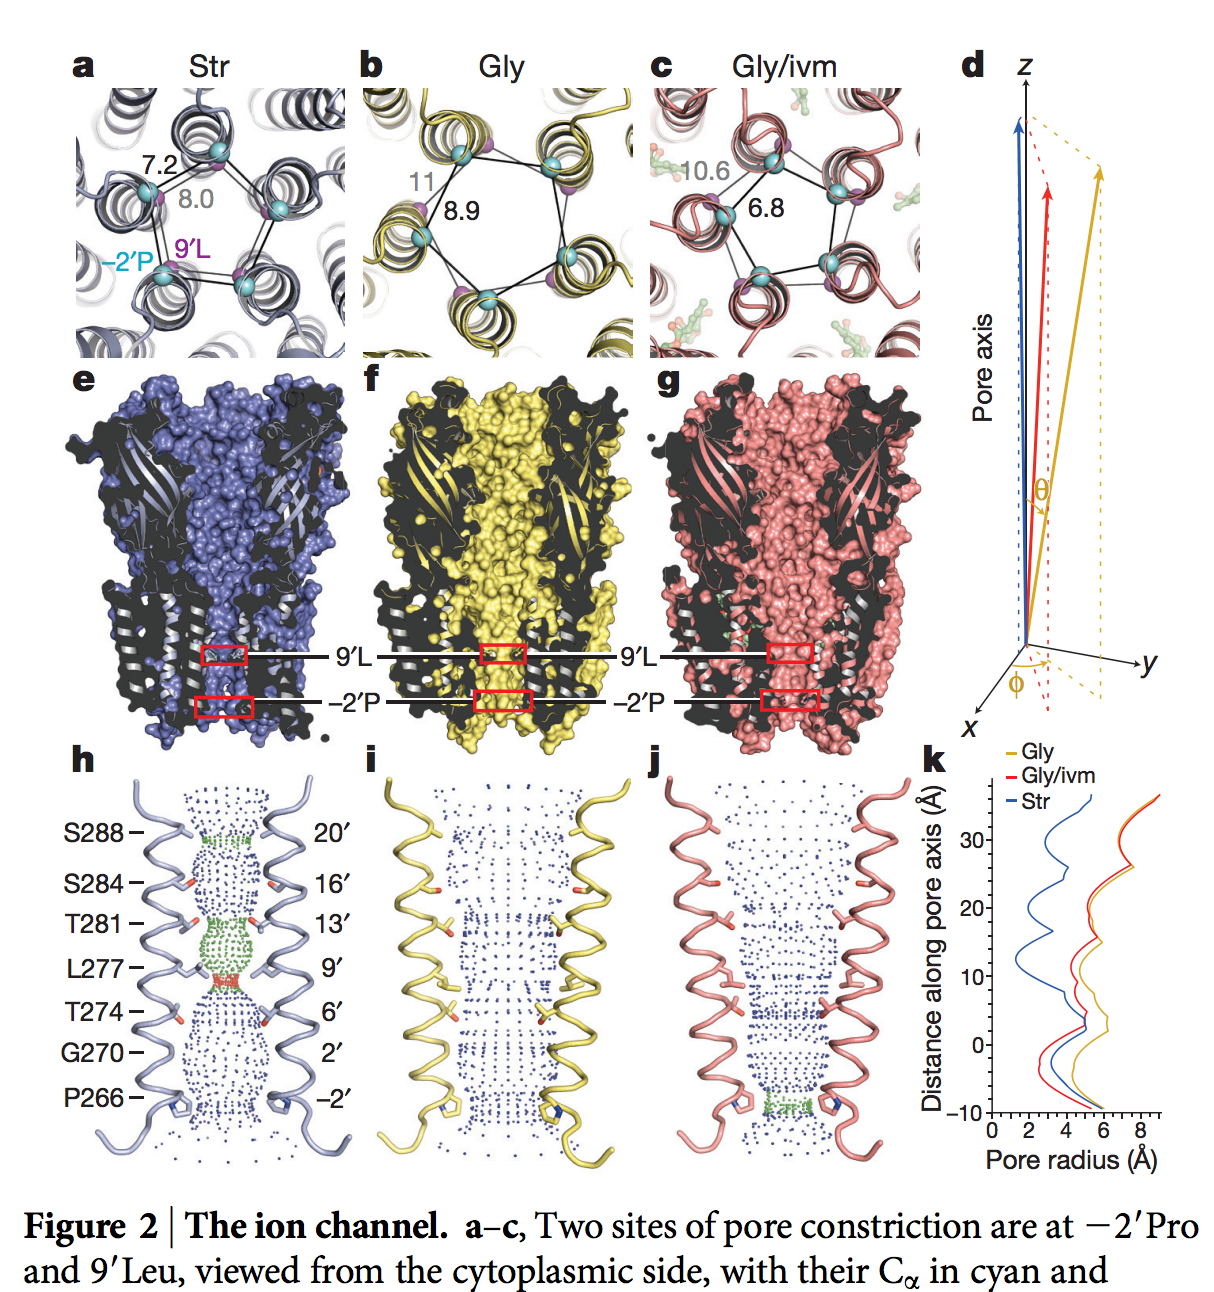 a Str b Gly c Gly/ivm d z
7.2
8.0
–2′P 9′L
11
8.9
10.6
6.8
Pore axis
θ
ϕ
y
x
e f g
9′L 9′L
–2′P –2′P
h i j k
S288 20′
S284 16′
T281 13′
L277 9′
T274 6′
G270 2′
P266 –2′
Gly
Gly/ivm
Str
Distance along pore axis (Å)
30
20
10
0
–10
0 2 4 6 8
Pore radius (Å)
Figure 2 | The ion channel. a–c, Two sites of pore constriction are at −2′Pro
and 9′Leu, viewed from the cytoplasmic side, with their Cα in cyan and